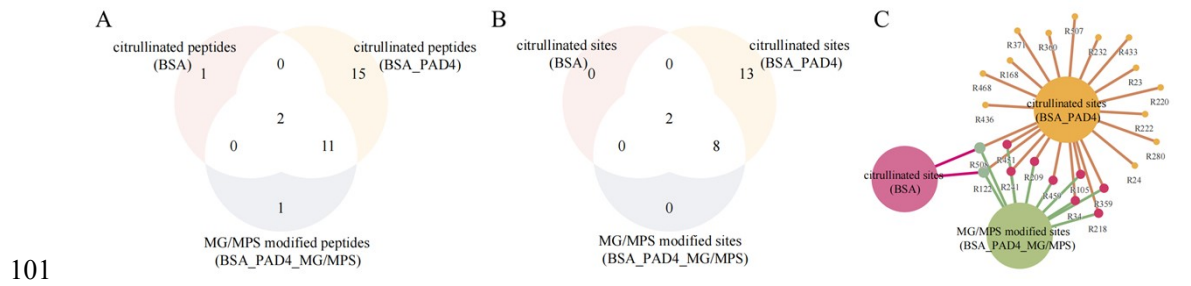 A
citrullinated peptides
(BSA)
citrullinated peptides
(BSA_PAD4)
1
0
15
2
0
11
1
MG/MPS modified peptides
(BSA_PAD4_MG/MPS)
B
citrullinated sites
(BSA)
citrullinated sites
(BSA_PAD4)
0
0
13
2
0
8
0
MG/MPS modified sites
(BSA_PAD4_MG/MPS)
C
R507
R371
R360
R232
R433
R168
R23
R468
R220
R436
citrullinated sites
(BSA_PAD4)
R222
R280
R24
R451
R122
R241
R209
R459
R105
R359
R34
R218
citrullinated sites
(BSA)
MG/MPS modified sites
(BSA_PAD4_MG/MPS)
101